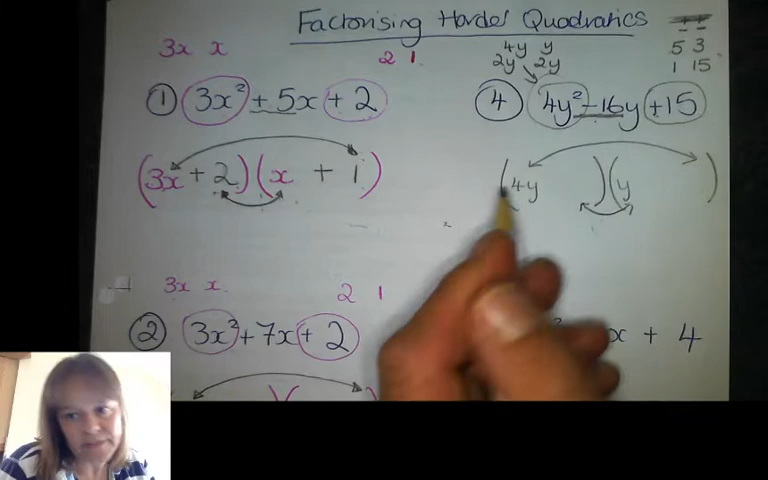 Factorising Harder Quadratics
3x x
2 1
① 3x² + 5x + 2
(3x + 2)(x + 1)
3x x
2 1
② 3x² + 7x + 2
4y y
2y 2y
5 3
1 15
④ 4y² - 16y + 15
(4y )(y )
x + 4